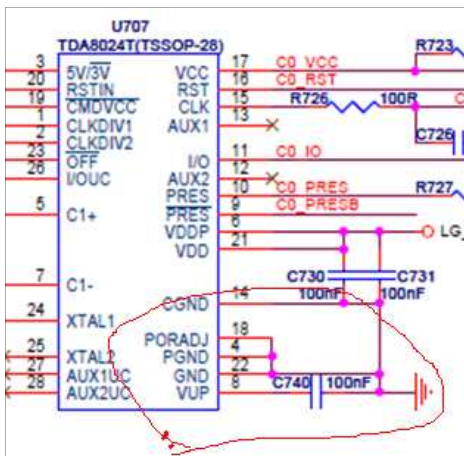 U707
TDA8024T(TSSOP-28)
3 5V/3V VCC 17 C0_VCC R723
20 RSTIN RST 16 C0_RST
19 CMDVCC CLK 15 R726 100R C
1 CLKDIV1 AUX1 13
2 CLKDIV2 C726
23 OFF I/O 11 C0_IO
26 I/OUC AUX2 12
PRES 10 C0_PRES R727
5 C1+ PRES 9 C0_PRESB
VDDP 6 LG_
VDD 21
7 C1- C730 C731
CGND 14 100nF 100nF
24 XTAL1
PORADJ 18
25 XTAL2 PGND 4
27 AUX1UC GND 22
28 AUX2UC VUP 8 C740 100nF